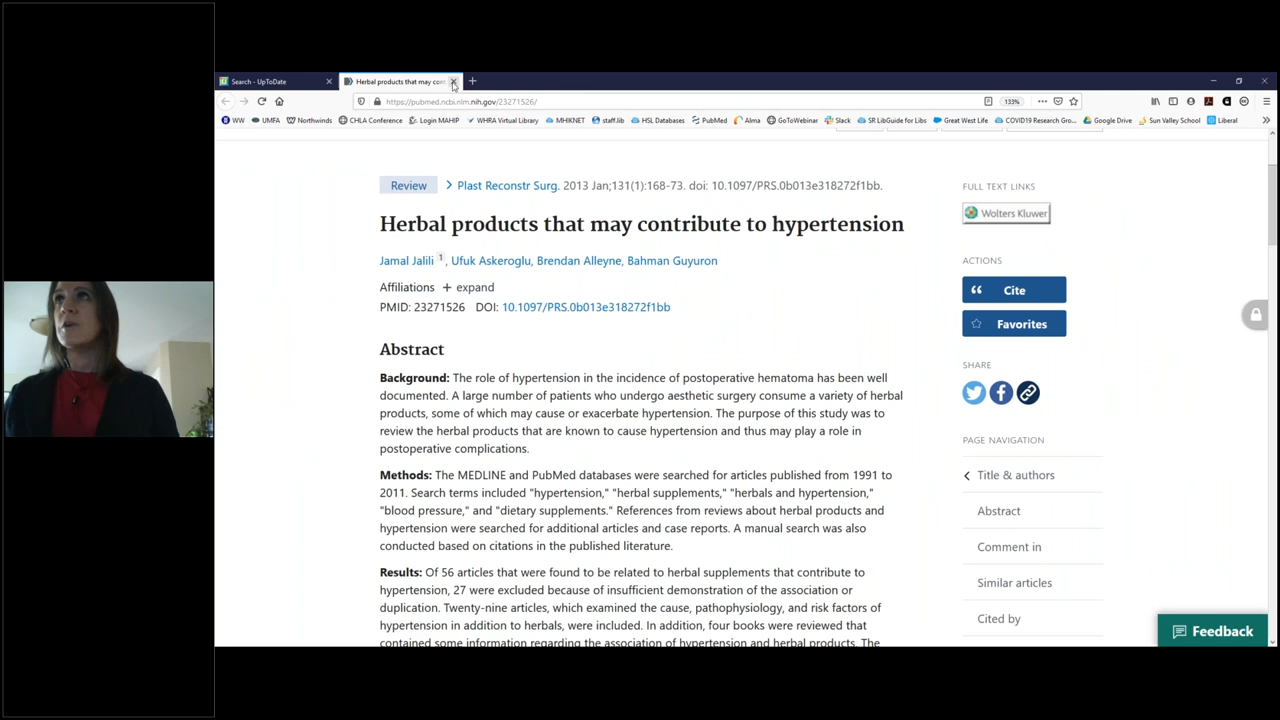 Search - UpToDate
Herbal products that may cont
https://pubmed.ncbi.nlm.nih.gov/23271526/
133%
WW
UMFA
Northwinds
CHLA Conference
Login MAHIP
WHRA Virtual Library
MHIKNET
staff.lib
HSL Databases
PubMed
Alma
GoToWebinar
Slack
SR LibGuide for Libs
Great West Life
COVID19 Research Gro...
Google Drive
Sun Valley School
Liberal
Review
Plast Reconstr Surg. 2013 Jan;131(1):168-73. doi: 10.1097/PRS.0b013e318272f1bb.
Herbal products that may contribute to hypertension
Jamal Jalili 1, Ufuk Askeroglu, Brendan Alleyne, Bahman Guyuron
Affiliations + expand
PMID: 23271526 DOI: 10.1097/PRS.0b013e318272f1bb
Abstract
Background: The role of hypertension in the incidence of postoperative hematoma has been well
documented. A large number of patients who undergo aesthetic surgery consume a variety of herbal
products, some of which may cause or exacerbate hypertension. The purpose of this study was to
review the herbal products that are known to cause hypertension and thus may play a role in
postoperative complications.
Methods: The MEDLINE and PubMed databases were searched for articles published from 1991 to
2011. Search terms included "hypertension," "herbal supplements," "herbals and hypertension,"
"blood pressure," and "dietary supplements." References from reviews about herbal products and
hypertension were searched for additional articles and case reports. A manual search was also
conducted based on citations in the published literature.
Results: Of 56 articles that were found to be related to herbal supplements that contribute to
hypertension, 27 were excluded because of insufficient demonstration of the association or
duplication. Twenty-nine articles, which examined the cause, pathophysiology, and risk factors of
hypertension in addition to herbals, were included. In addition, four books were reviewed that
contained some information regarding the association of hypertension and herbal products. The
FULL TEXT LINKS
Wolters Kluwer
ACTIONS
Cite
Favorites
SHARE
PAGE NAVIGATION
Title & authors
Abstract
Comment in
Similar articles
Cited by
Feedback